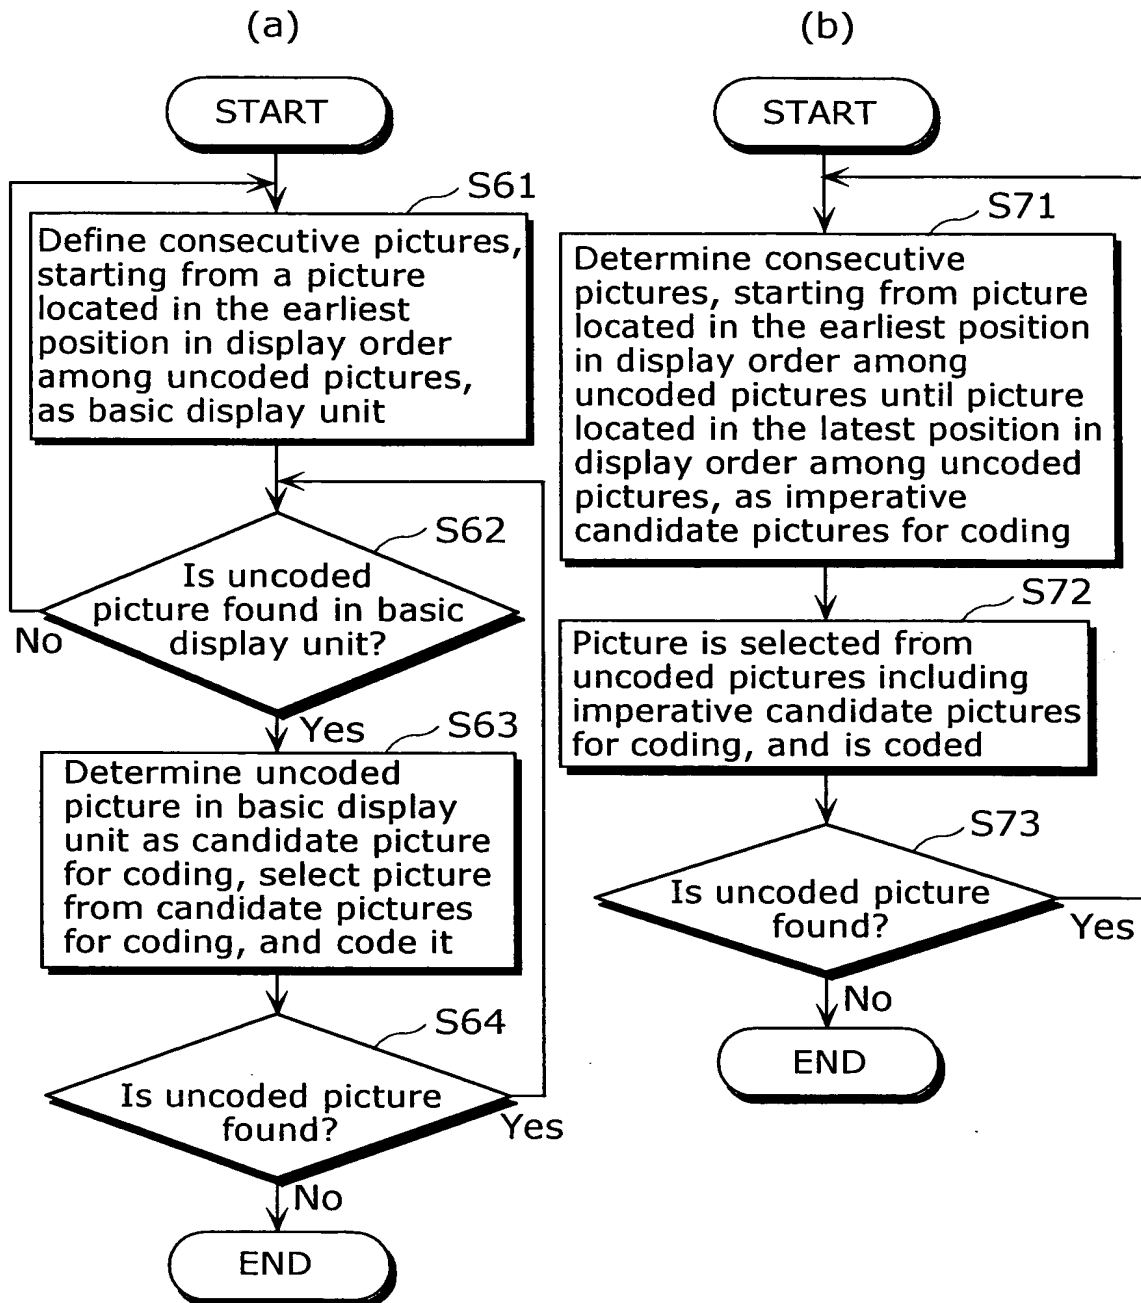 (a)
START
S61
Define consecutive pictures,
starting from a picture
located in the earliest
position in display order
among uncoded pictures,
as basic display unit
S62
Is uncoded
picture found in basic
display unit?
No
Yes
S63
Determine uncoded
picture in basic display
unit as candidate picture
for coding, select picture
from candidate pictures
for coding, and code it
S64
Is uncoded picture
found?
Yes
No
END
(b)
START
S71
Determine consecutive
pictures, starting from picture
located in the earliest position
in display order among
uncoded pictures until picture
located in the latest position in
display order among uncoded
pictures, as imperative
candidate pictures for coding
S72
Picture is selected from
uncoded pictures including
imperative candidate pictures
for coding, and is coded
S73
Is uncoded picture
found?
Yes
No
END